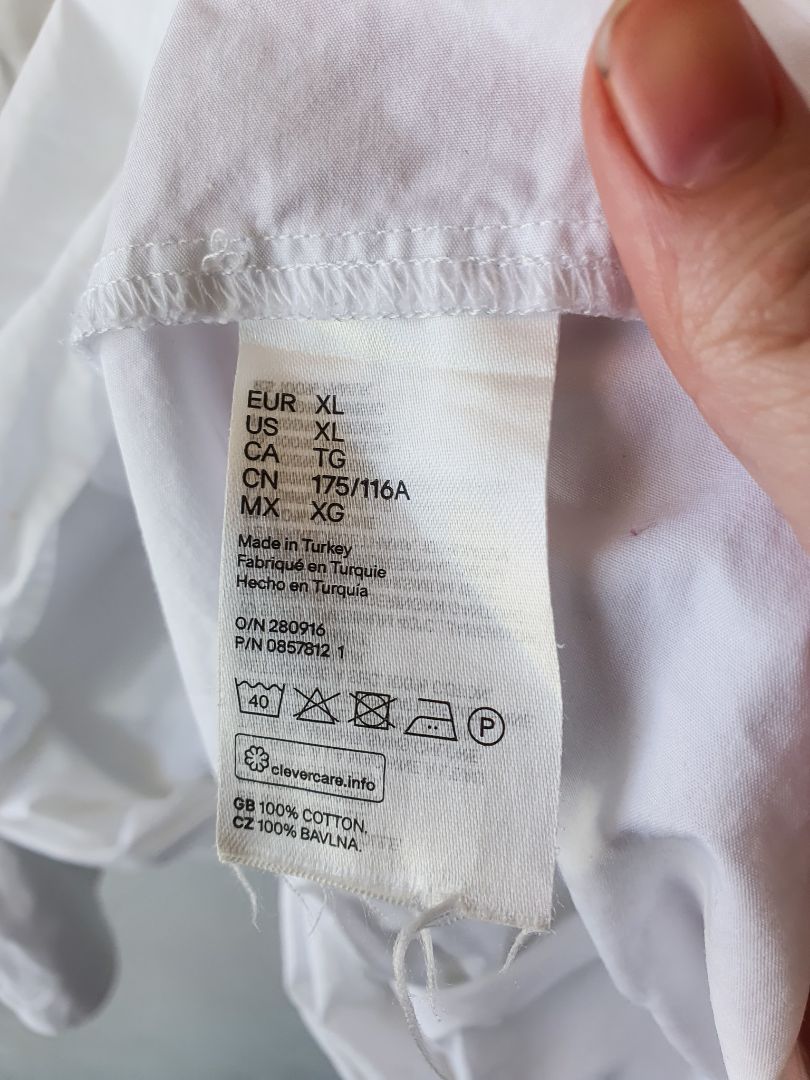 EUR XL
US XL
CA TG
CN 175/116A
MX XG
Made in Turkey
Fabriqué en Turquie
Hecho en Turquía
O/N 280916
P/N 0857812 1
40
P
clevercare.info
GB 100% COTTON.
CZ 100% BAVLNA.